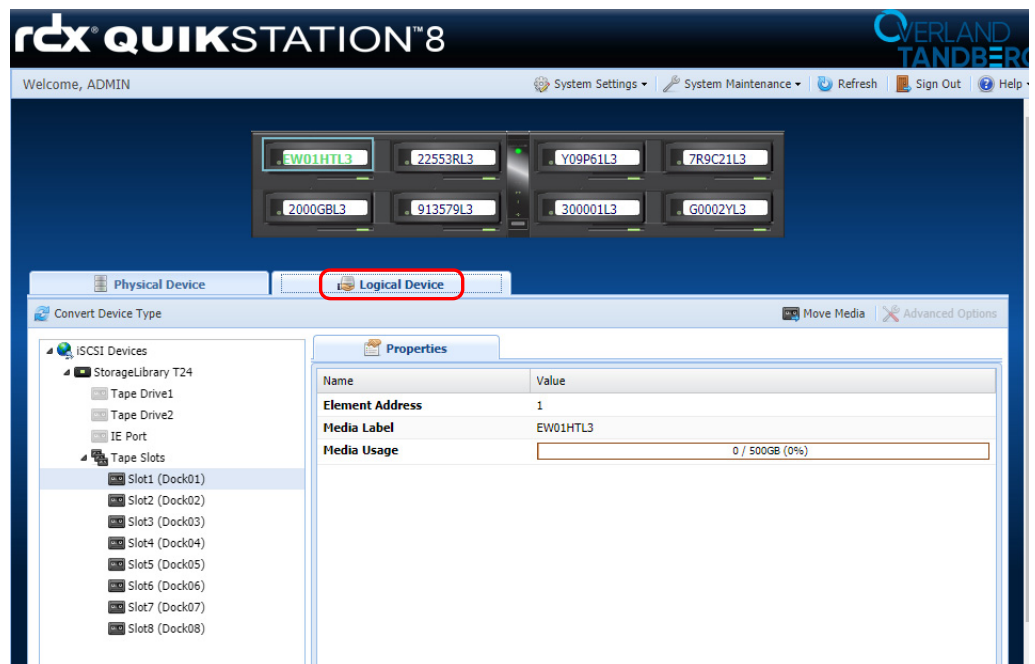 rdx® QUIKSTATION™8
OVERLAND
TANDBERG
Welcome, ADMIN
System Settings
System Maintenance
Refresh
Sign Out
Help
EW01HTL3
22553RL3
Y09P61L3
7R9C21L3
2000GBL3
913579L3
300001L3
G0002YL3
Physical Device
Logical Device
Convert Device Type
Move Media
Advanced Options
iSCSI Devices
StorageLibrary T24
Tape Drive1
Tape Drive2
IE Port
Tape Slots
Slot1 (Dock01)
Slot2 (Dock02)
Slot3 (Dock03)
Slot4 (Dock04)
Slot5 (Dock05)
Slot6 (Dock06)
Slot7 (Dock07)
Slot8 (Dock08)
Properties
Name Value
Element Address 1
Media Label EW01HTL3
Media Usage 0 / 500GB (0%)